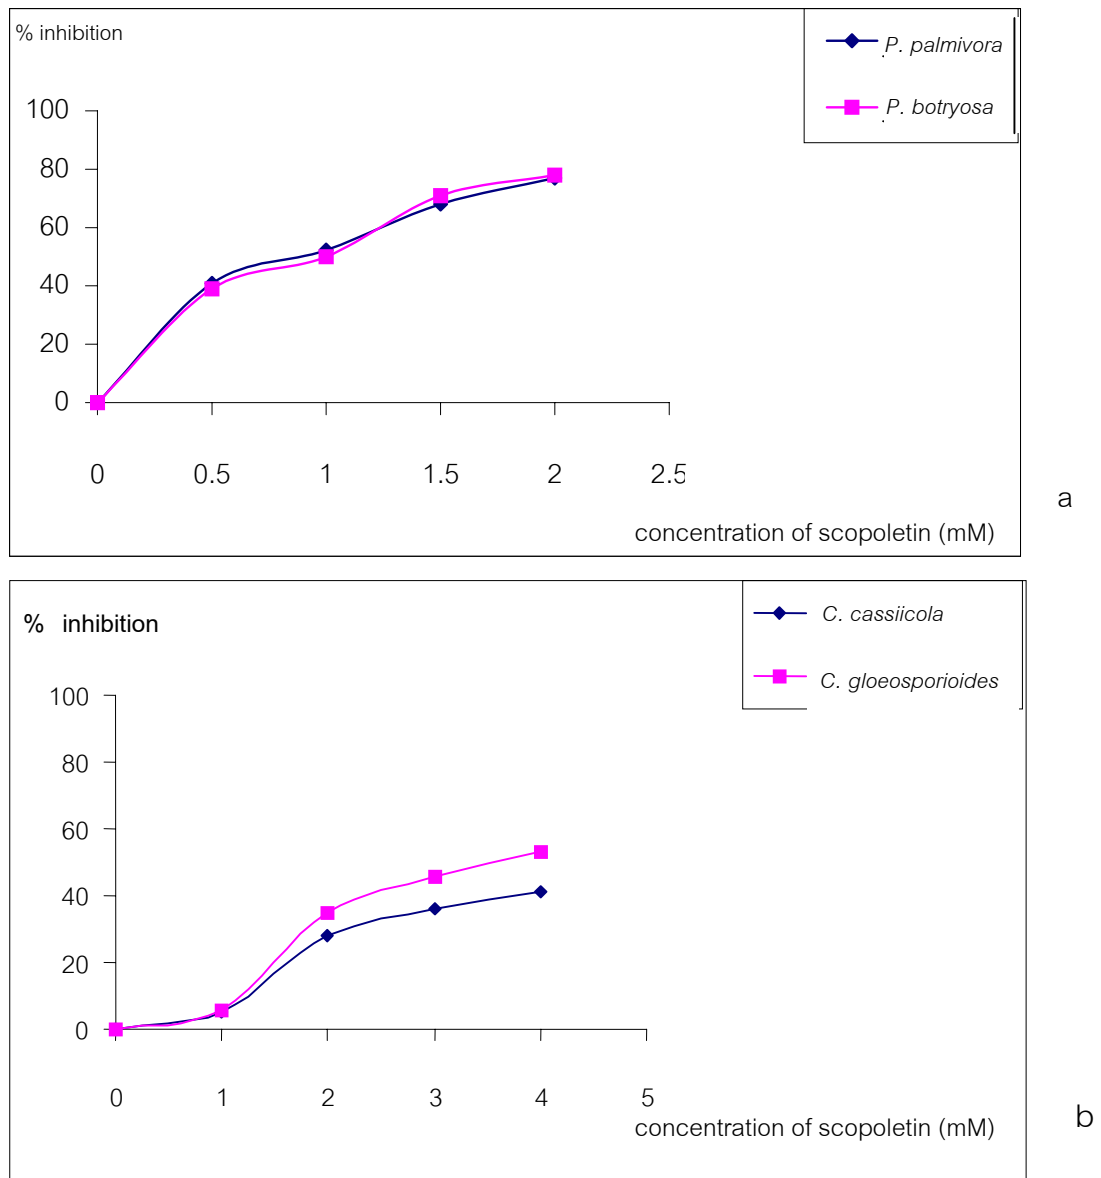 % inhibition
P. palmivora
P. botryosa
100
80
60
40
20
0
0 0.5 1 1.5 2 2.5
concentration of scopoletin (mM)
a
% inhibition
C. cassiicola
C. gloeosporioides
100
80
60
40
20
0
0 1 2 3 4 5
concentration of scopoletin (mM)
b